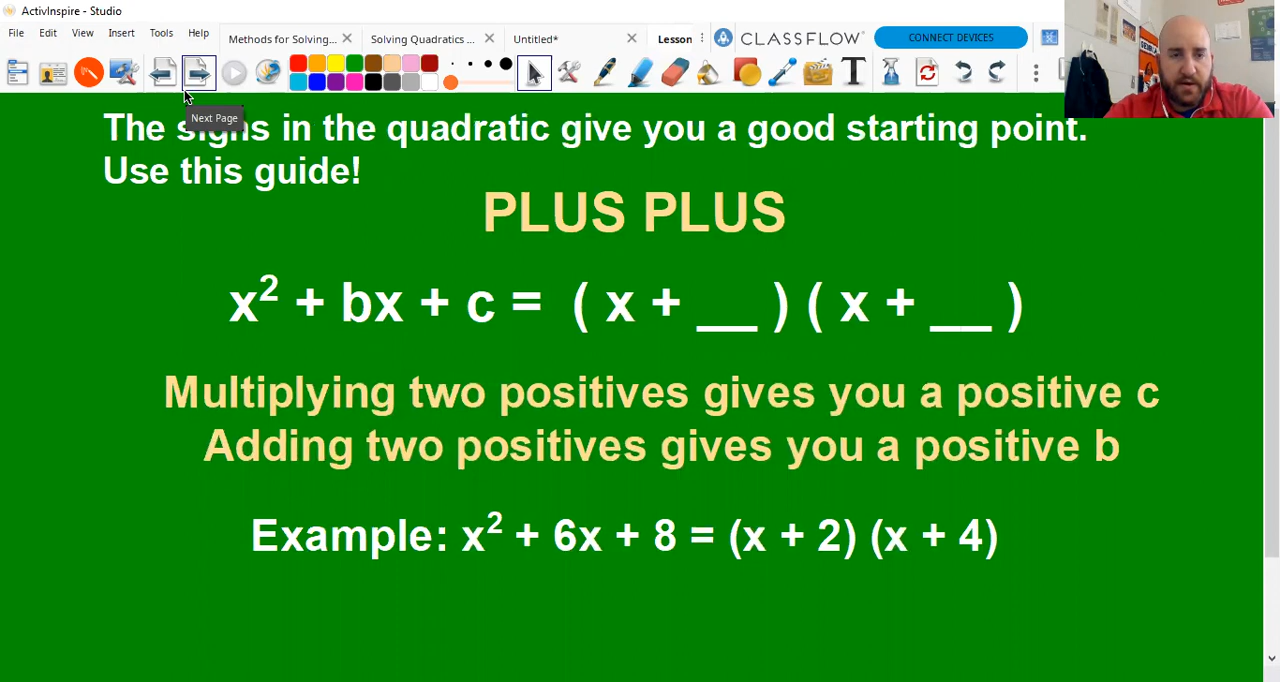 ActivInspire - Studio
File Edit View Insert Tools Help
Methods for Solving... Solving Quadratics ... Untitled* Lesson
CLASSFLOW
CONNECT DEVICES
Next Page
The signs in the quadratic give you a good starting point.
Use this guide!
PLUS PLUS
x² + bx + c = ( x + __ ) ( x + __ )
Multiplying two positives gives you a positive c
Adding two positives gives you a positive b
Example: x² + 6x + 8 = (x + 2) (x + 4)